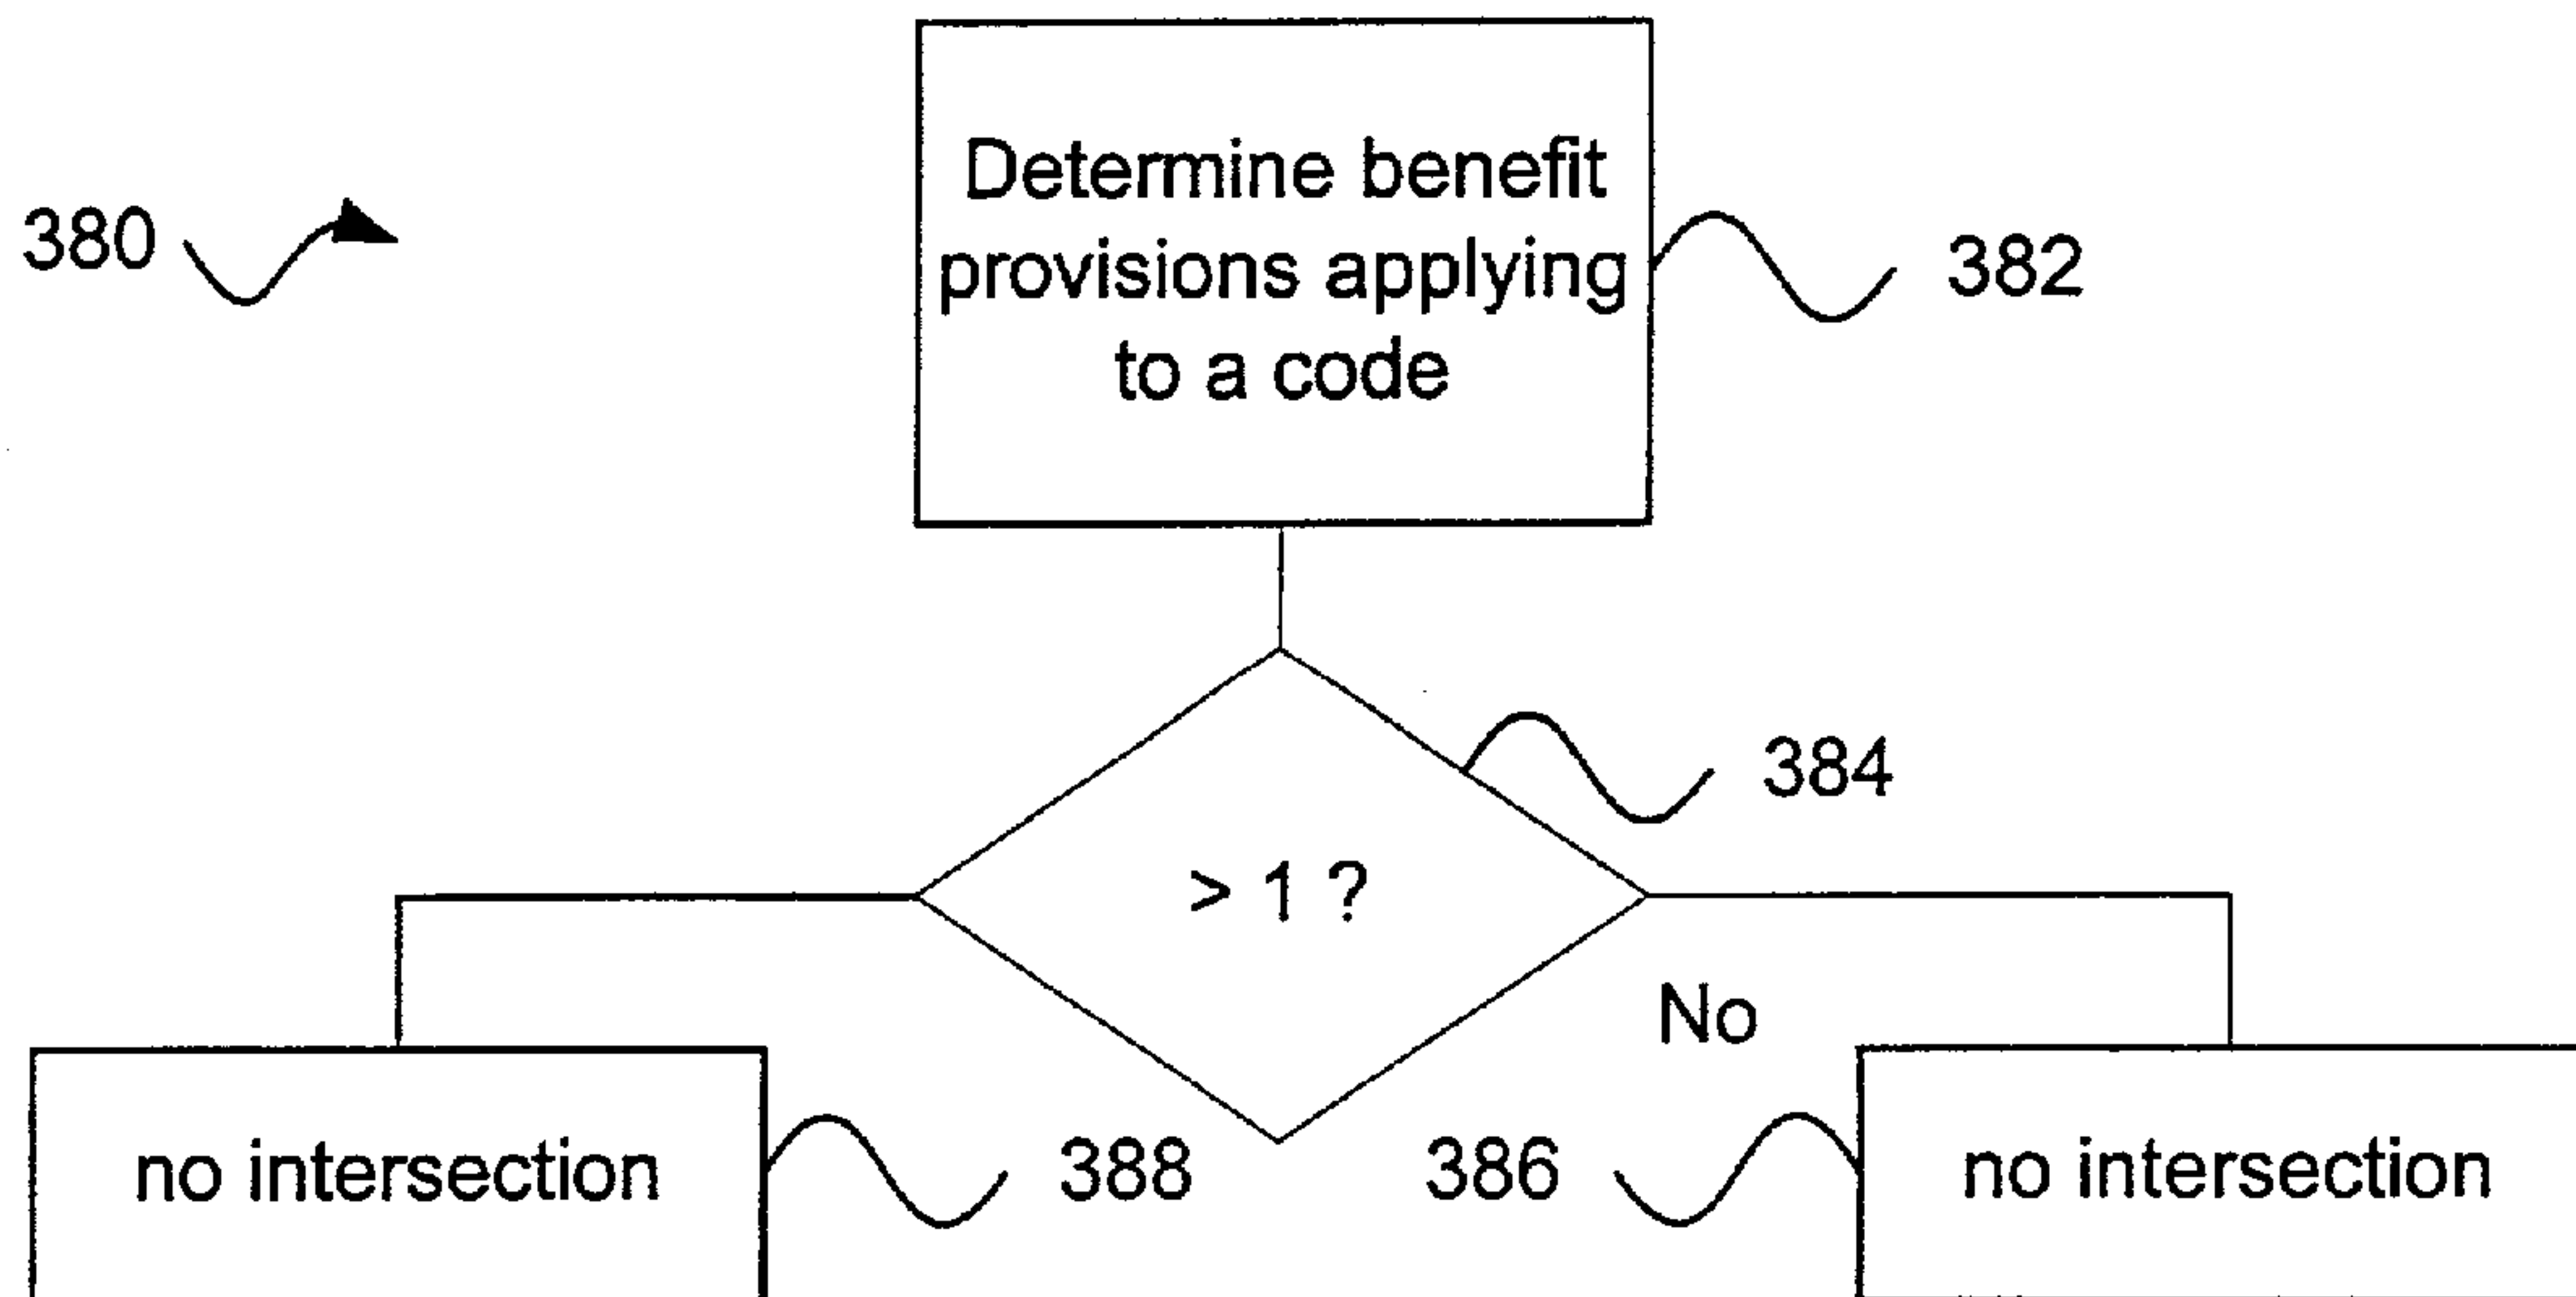 Determine benefit
provisions applying
to a code
380
382
384
> 1 ?
No
no intersection
388
386
no intersection